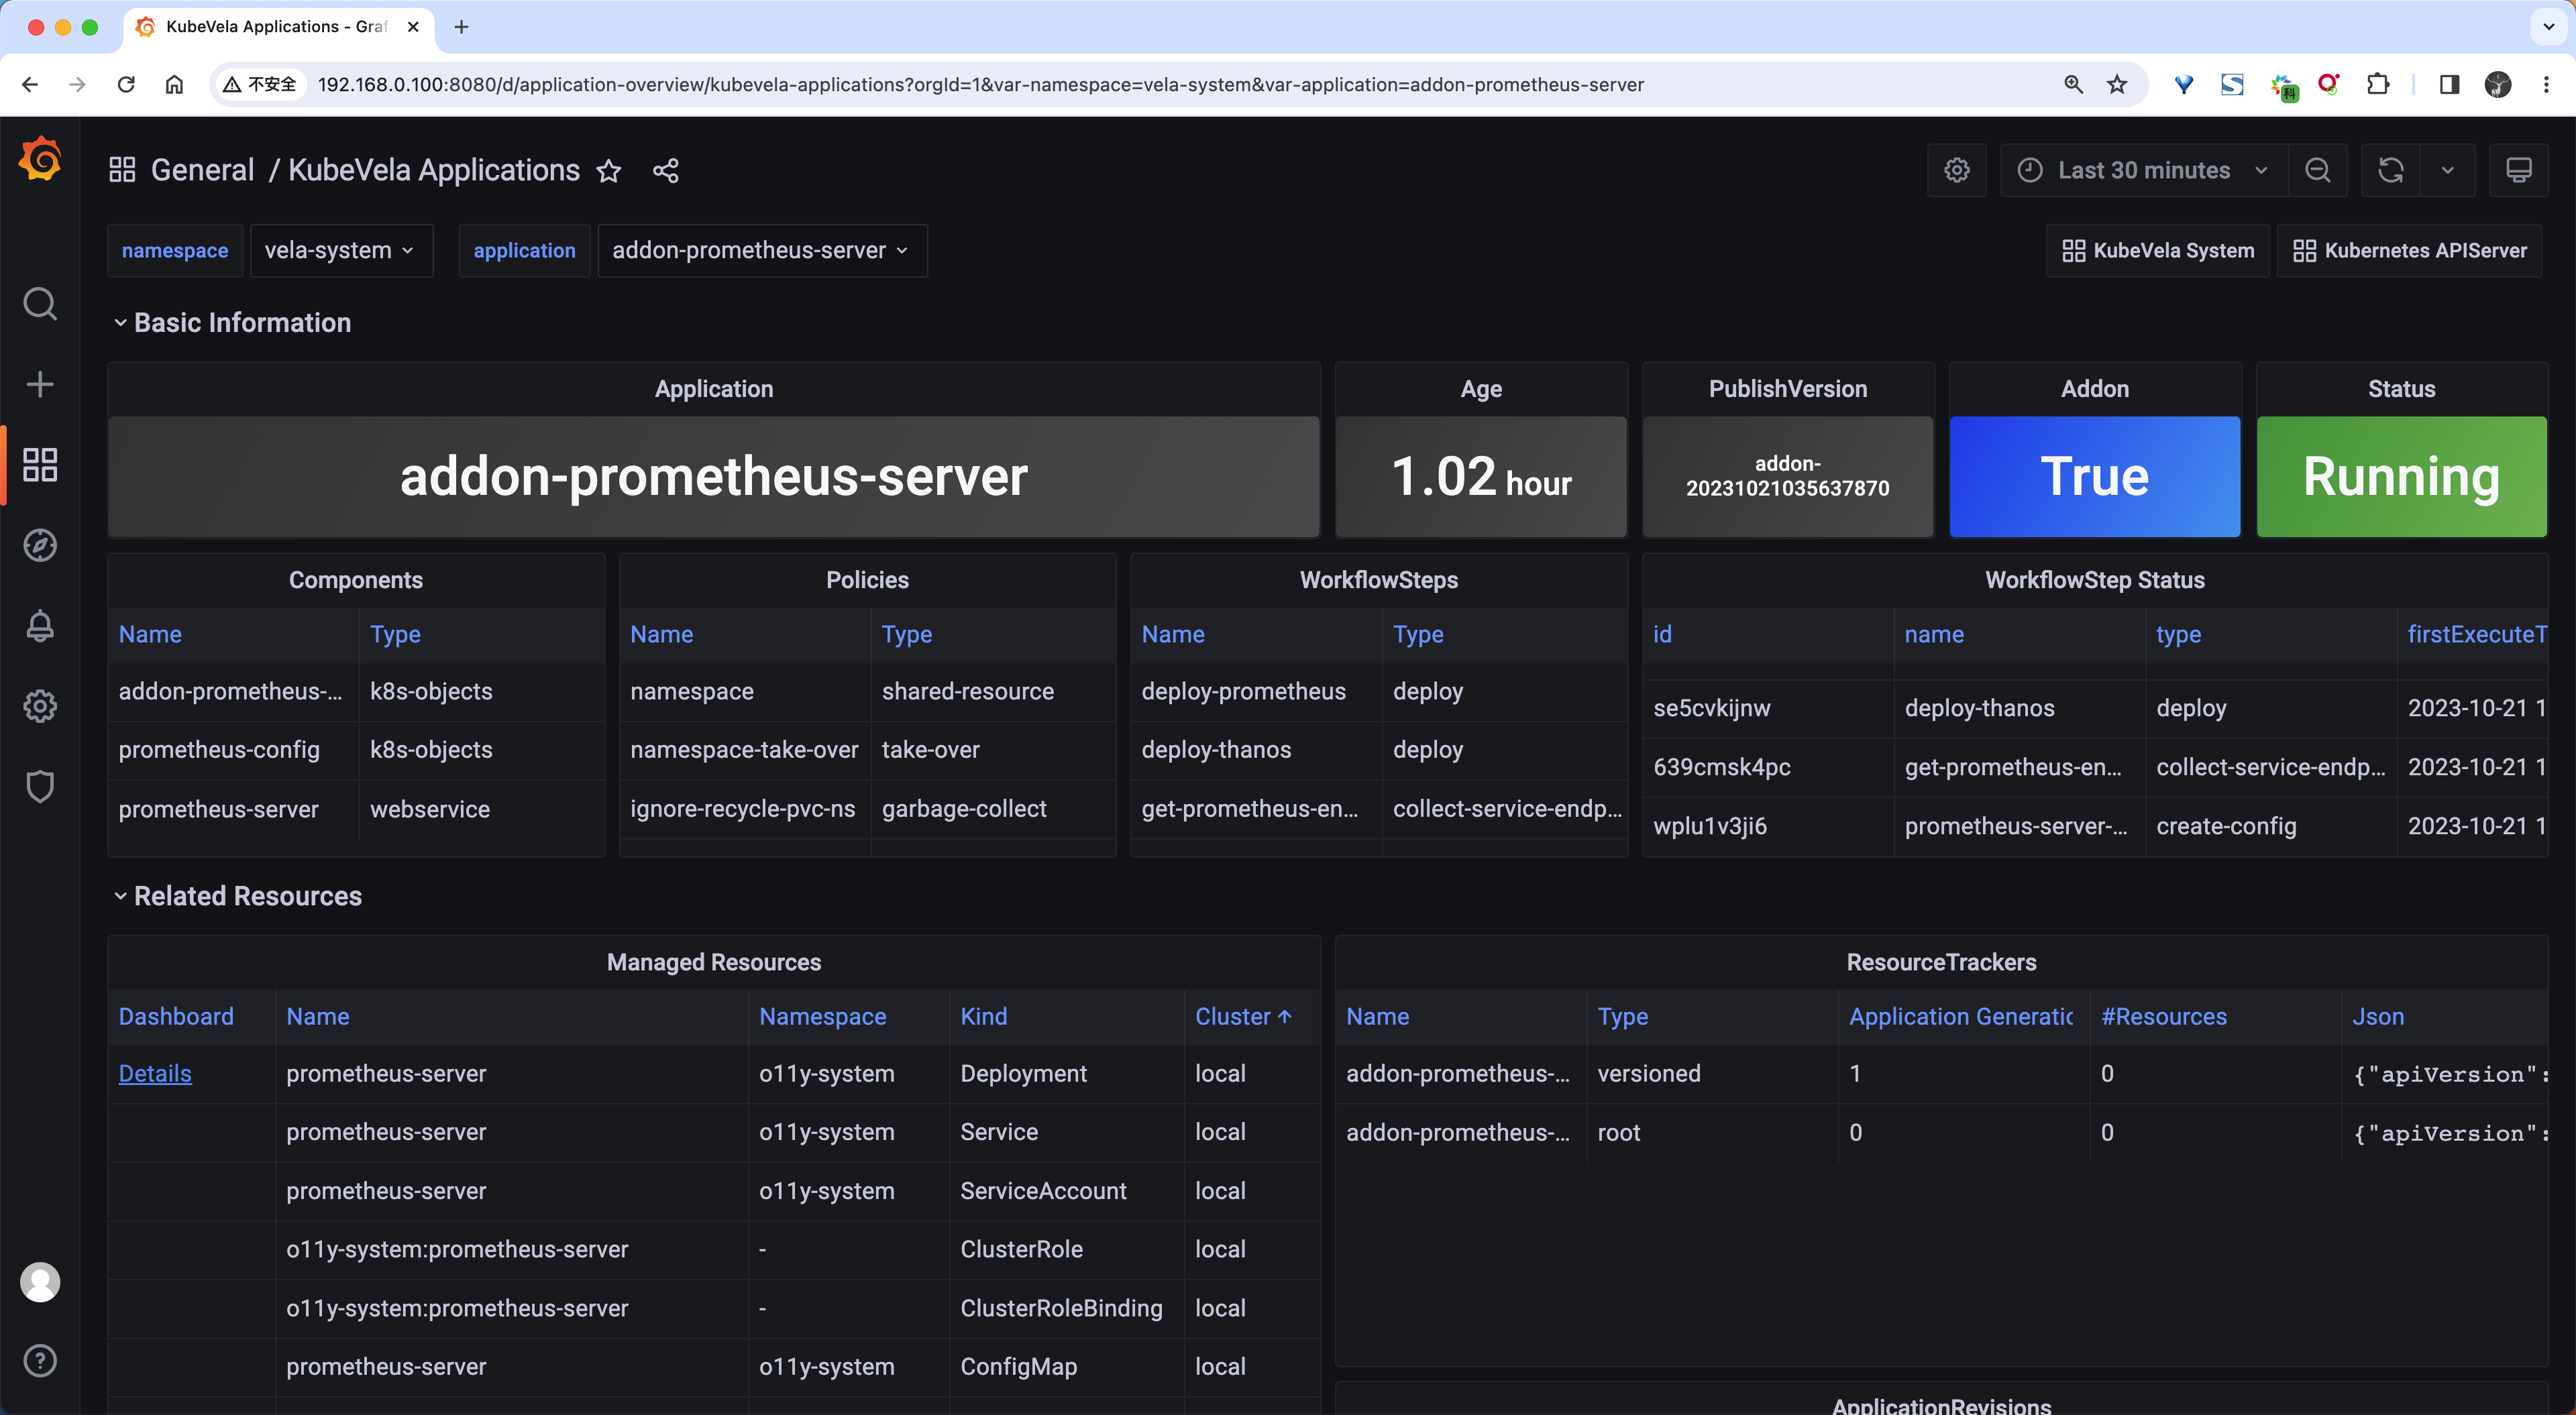 KubeVela Applications - Graf
不安全
192.168.0.100:8080/d/application-overview/kubevela-applications?orgId=1&var-namespace=vela-system&var-application=addon-prometheus-server
科
General / KubeVela Applications
Last 30 minutes
namespace vela-system application addon-prometheus-server
KubeVela System Kubernetes APIServer
Basic Information
Application
addon-prometheus-server
Age
1.02 hour
PublishVersion
addon-
20231021035637870
Addon
True
Status
Running
Components
Name Type
addon-prometheus-... k8s-objects
prometheus-config k8s-objects
prometheus-server webservice
Policies
Name Type
namespace shared-resource
namespace-take-over take-over
ignore-recycle-pvc-ns garbage-collect
WorkflowSteps
Name Type
deploy-prometheus deploy
deploy-thanos deploy
get-prometheus-en... collect-service-endp...
WorkflowStep Status
id name type firstExecuteT
se5cvkijnw deploy-thanos deploy 2023-10-21 1
639cmsk4pc get-prometheus-en... collect-service-endp... 2023-10-21 1
wplu1v3ji6 prometheus-server-... create-config 2023-10-21 1
Related Resources
Managed Resources
Dashboard Name Namespace Kind Cluster
Details prometheus-server o11y-system Deployment local
prometheus-server o11y-system Service local
prometheus-server o11y-system ServiceAccount local
o11y-system:prometheus-server - ClusterRole local
o11y-system:prometheus-server - ClusterRoleBinding local
prometheus-server o11y-system ConfigMap local
ResourceTrackers
Name Type Application Generatio #Resources Json
addon-prometheus-... versioned 1 0 {"apiVersion":
addon-prometheus-... root 0 0 {"apiVersion":
ApplicationRevisions